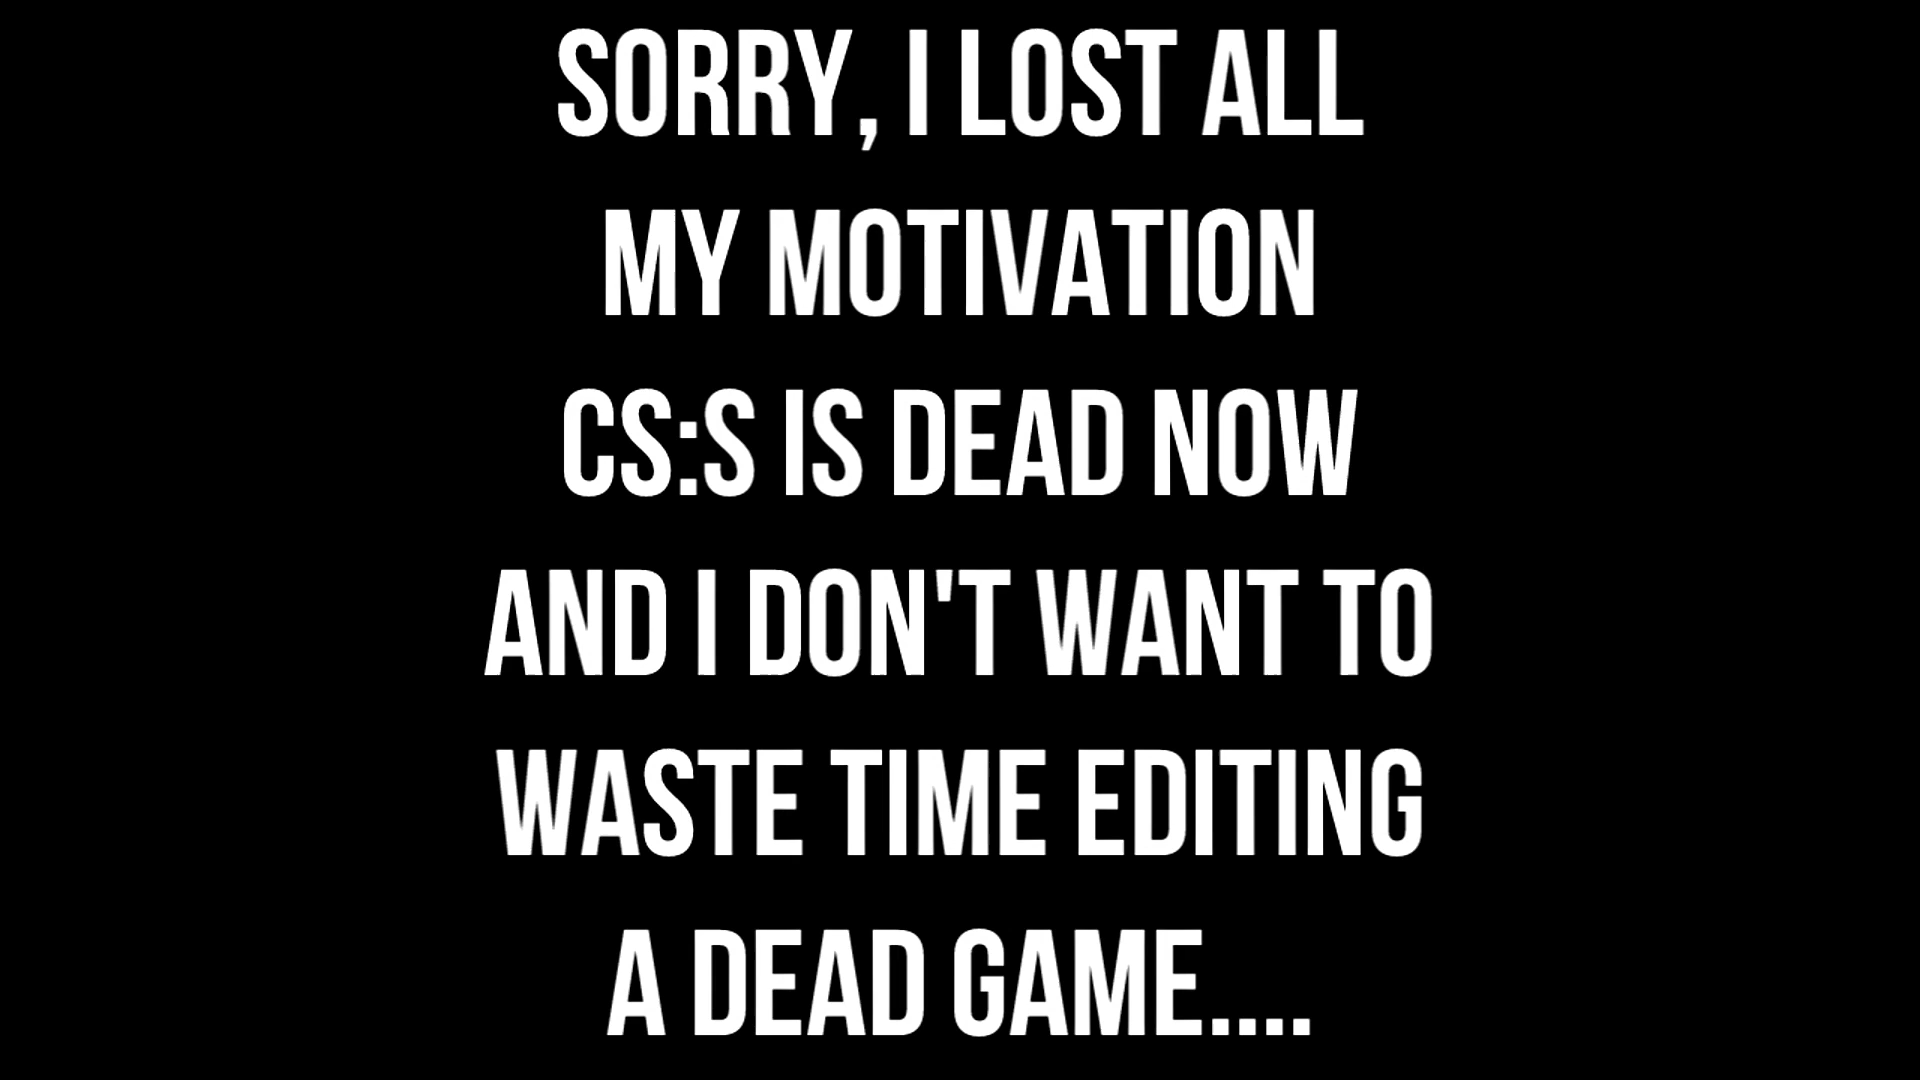 SORRY, I LOST ALL
MY MOTIVATION
CS:S IS DEAD NOW
AND I DON'T WANT TO
WASTE TIME EDITING
A DEAD GAME....